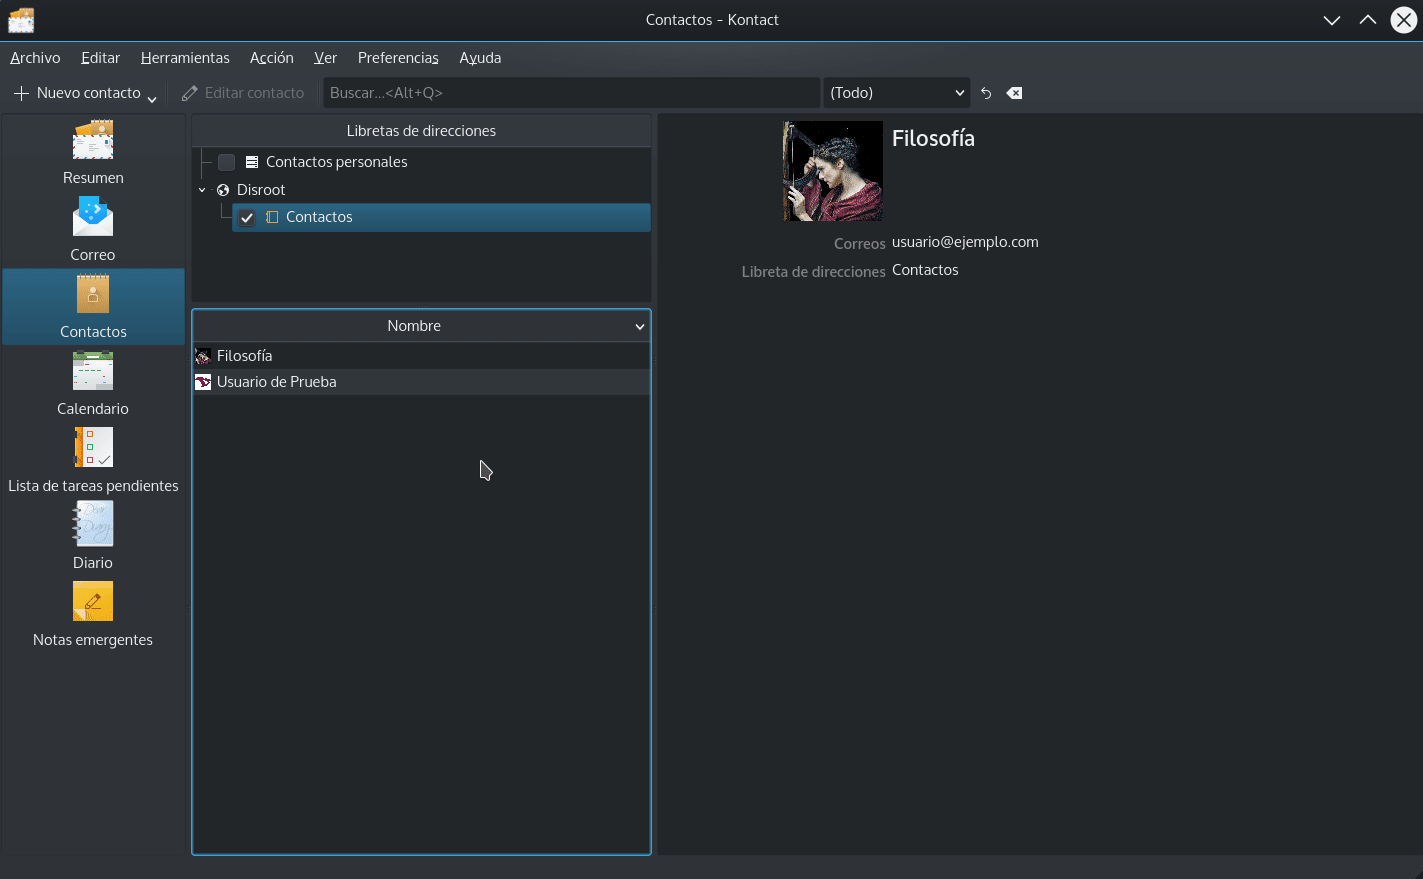 Contactos - Kontact
Archivo Editar Herramientas Acción Ver Preferencias Ayuda
Nuevo contacto Editar contacto Buscar...<Alt+Q> (Todo)
Resumen
Correo
Contactos
Calendario
Lista de tareas pendientes
Diario
Notas emergentes
Libretas de direcciones
Contactos personales
Disroot
Contactos
Nombre
Filosofía
Usuario de Prueba
Filosofía
Correos usuario@ejemplo.com
Libreta de direcciones Contactos